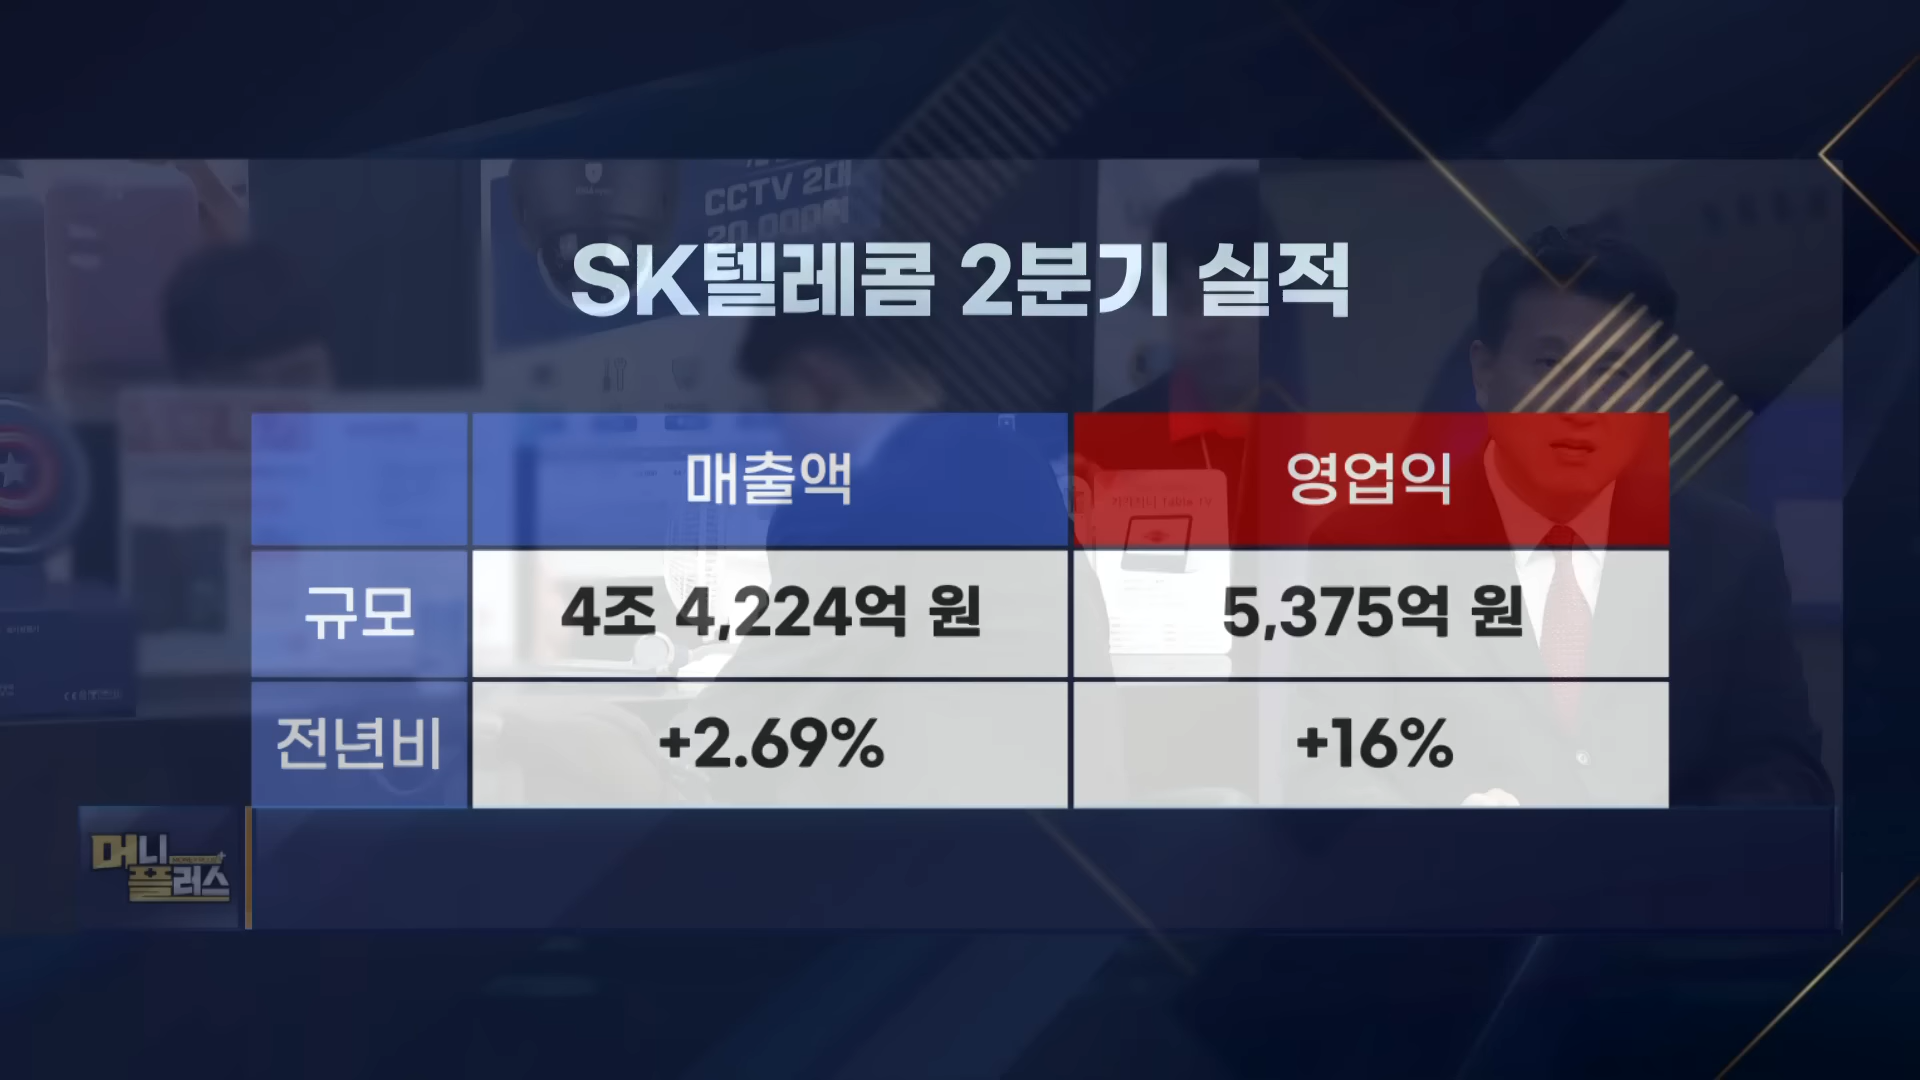 CCTV 2대
SK텔레콤 2분기 실적
매출액 영업익
규모 4조 4,224억 원 5,375억 원
전년비 +2.69% +16%
머니
플러스